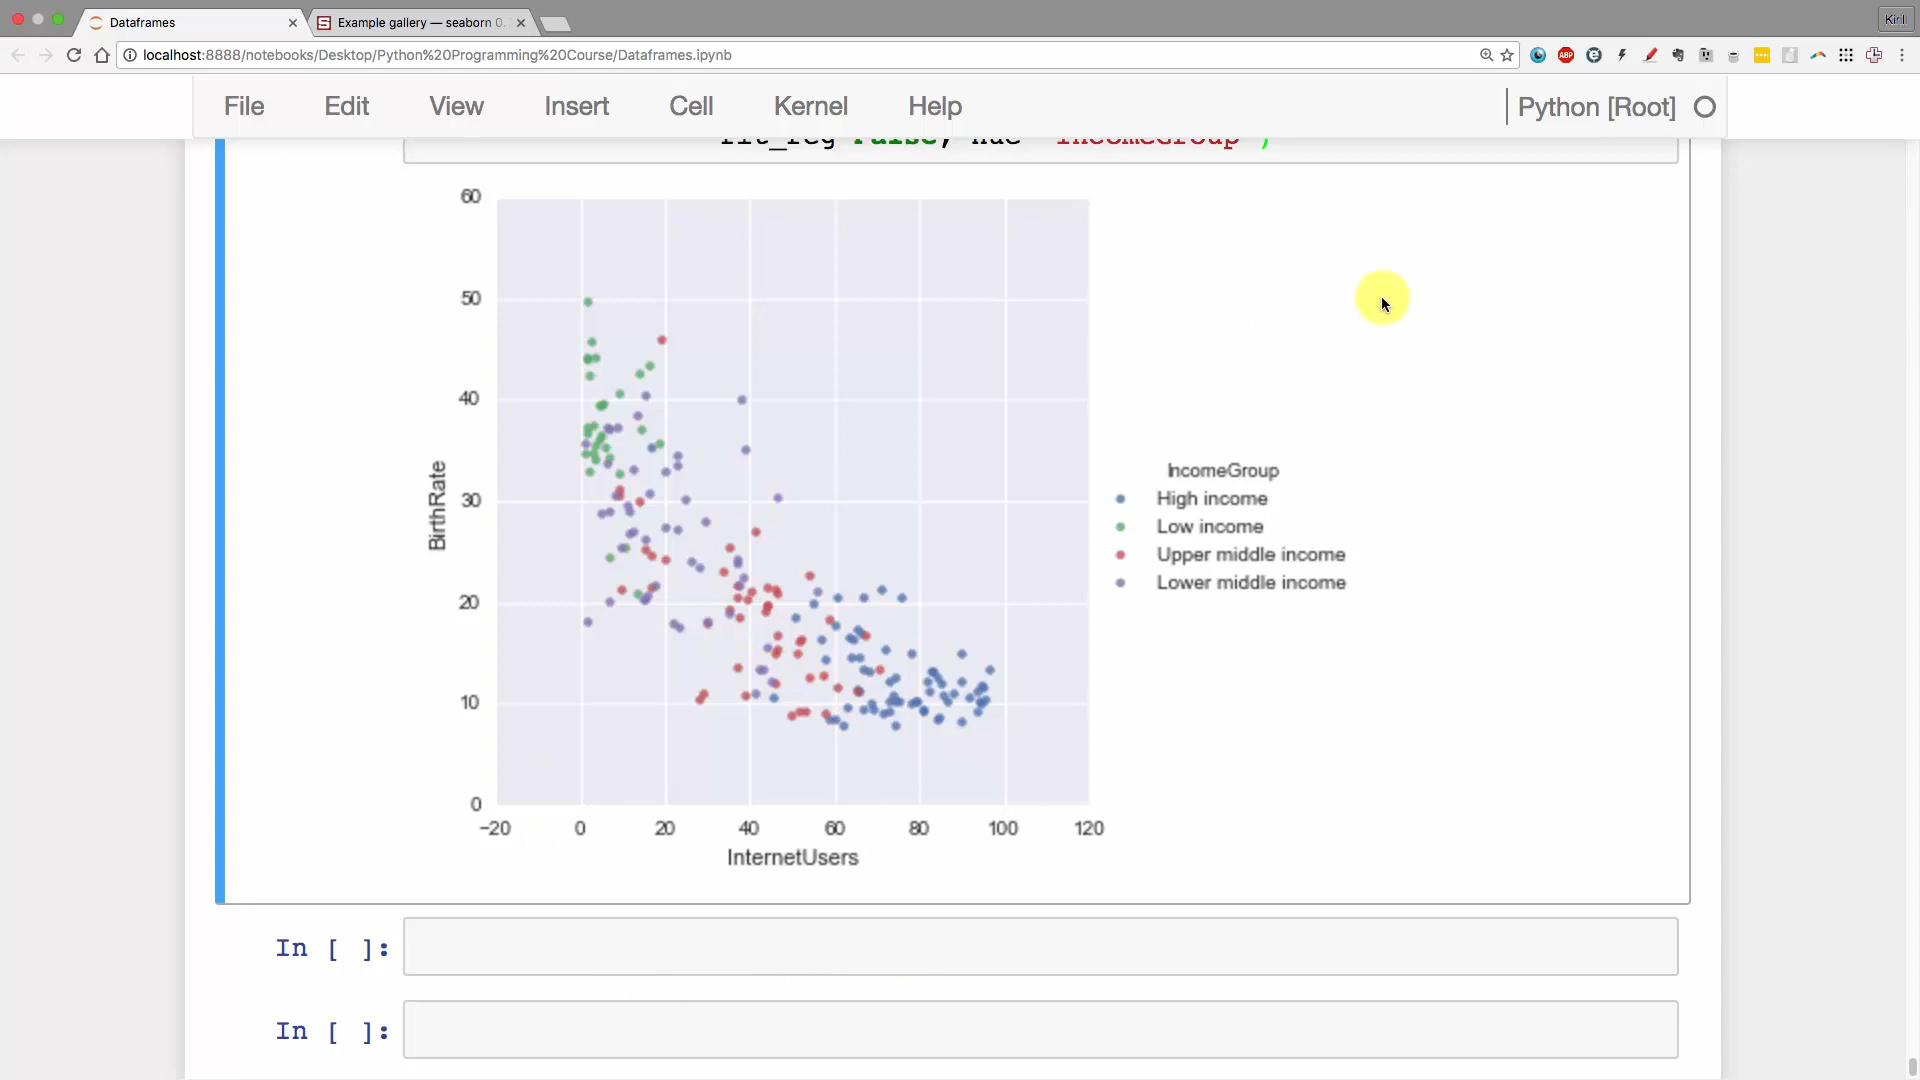 Dataframes
Example gallery — seaborn 0.
Kirill
localhost:8888/notebooks/Desktop/Python%20Programming%20Course/Dataframes.ipynb
ABP
File Edit View Insert Cell Kernel Help Python [Root]
60
50
40
30
20
10
0
BirthRate
−20 0 20 40 60 80 100 120
InternetUsers
IncomeGroup
High income
Low income
Upper middle income
Lower middle income
In [ ]:
In [ ]: